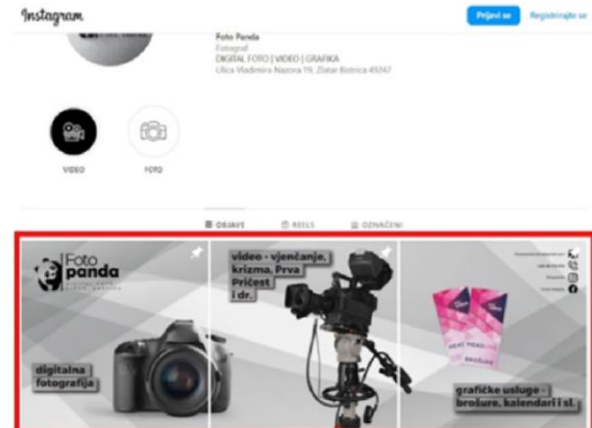 Instagram
Prijavi se
Registrirajte se
Foto Panda
Fotograf
DIGITAL FOTO | VIDEO | GRAFIKA
Ulica Vladimira Nazora 19, Zlatar Bistrica 49247
VIDEO
FOTO
OBJAVE
REELS
OZNAČENI
Foto
panda
digitalna
fotografija
video - vjenčanje,
krizma, Prva
Pričest
i dr.
BROŠURE
grafičke usluge -
brošure, kalendari i sl.